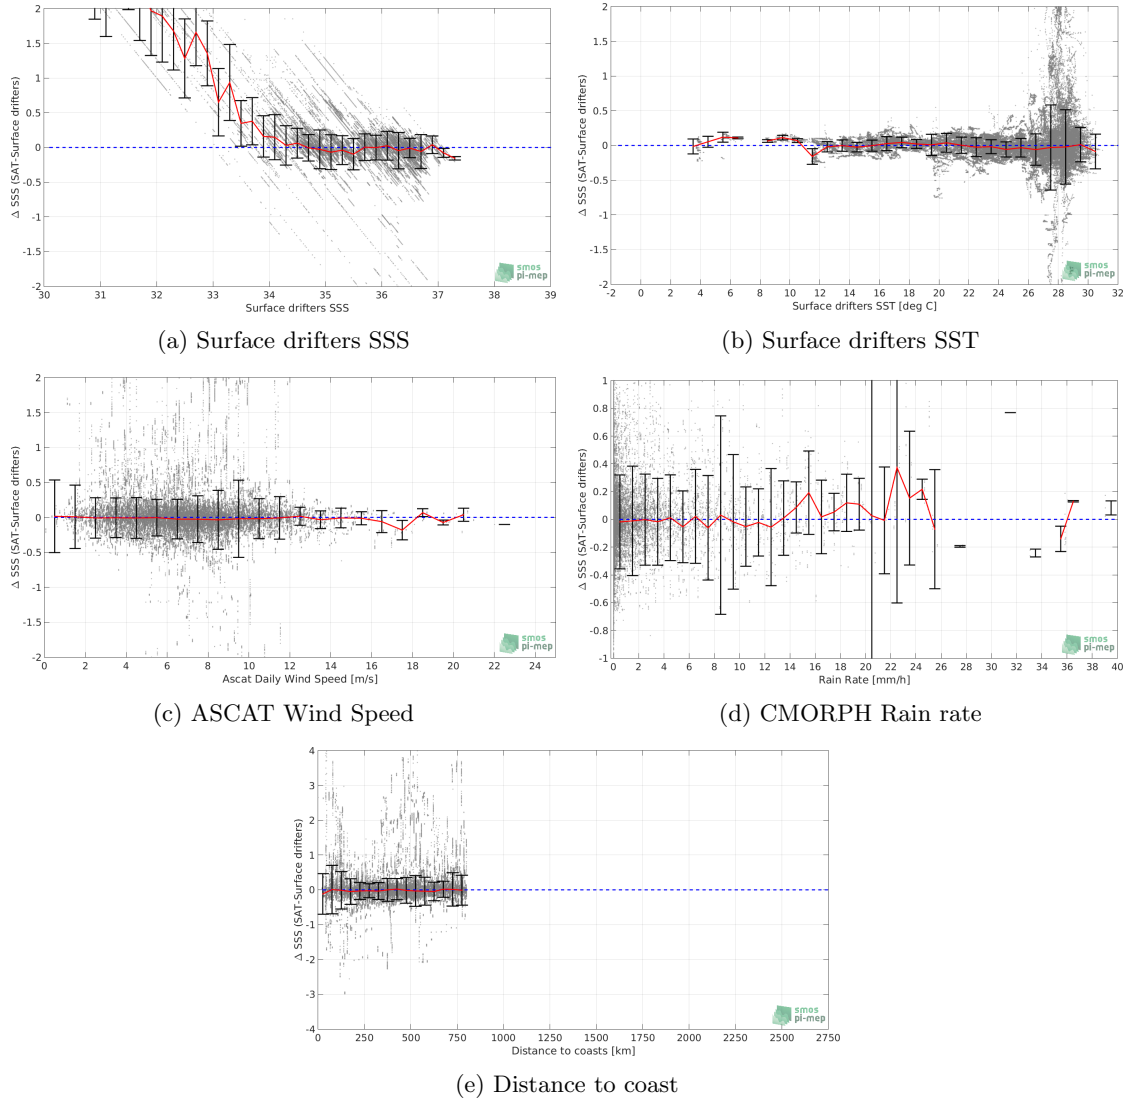 2
1.5
1
0.5
0
-0.5
-1
-1.5
-2
Δ SSS (SAT-Surface drifters)
30 31 32 33 34 35 36 37 38 39
Surface drifters SSS
smos
pi-mep
(a) Surface drifters SSS
2
1.5
1
0.5
0
-0.5
-1
-1.5
-2
Δ SSS (SAT-Surface drifters)
-2 0 2 4 6 8 10 12 14 16 18 20 22 24 26 28 30 32
Surface drifters SST [deg C]
smos
pi-mep
(b) Surface drifters SST
2
1.5
1
0.5
0
-0.5
-1
-1.5
-2
Δ SSS (SAT-Surface drifters)
0 2 4 6 8 10 12 14 16 18 20 22 24
Ascat Daily Wind Speed [m/s]
smos
pi-mep
(c) ASCAT Wind Speed
1
0.8
0.6
0.4
0.2
0
-0.2
-0.4
-0.6
-0.8
-1
Δ SSS (SAT-Surface drifters)
0 2 4 6 8 10 12 14 16 18 20 22 24 26 28 30 32 34 36 38 40
Rain Rate [mm/h]
smos
pi-mep
(d) CMORPH Rain rate
4
3
2
1
0
-1
-2
-3
-4
Δ SSS (SAT-Surface drifters)
0 250 500 750 1000 1250 1500 1750 2000 2250 2500 2750
Distance to coasts [km]
smos
pi-mep
(e) Distance to coast